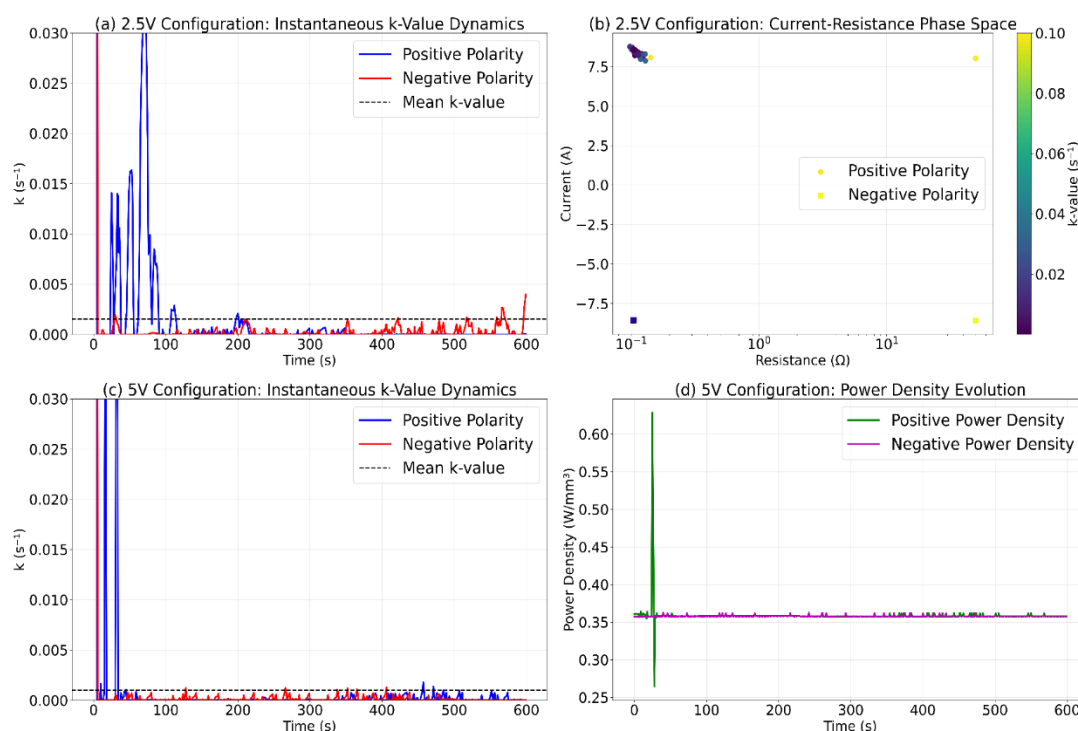 (a) 2.5V Configuration: Instantaneous k-Value Dynamics
0.030
0.025
0.020
0.015
0.010
0.005
0.000
k (s⁻¹)
Positive Polarity
Negative Polarity
Mean k-value
0 100 200 300 400 500 600
Time (s)
(b) 2.5V Configuration: Current-Resistance Phase Space
7.5
5.0
2.5
0.0
−2.5
−5.0
−7.5
Current (A)
Positive Polarity
Negative Polarity
10⁻¹ 10⁰ 10¹
Resistance (Ω)
0.10
0.08
0.06
0.04
0.02
k-value (s⁻¹)
(c) 5V Configuration: Instantaneous k-Value Dynamics
0.030
0.025
0.020
0.015
0.010
0.005
0.000
k (s⁻¹)
Positive Polarity
Negative Polarity
Mean k-value
0 100 200 300 400 500 600
Time (s)
(d) 5V Configuration: Power Density Evolution
0.60
0.55
0.50
0.45
0.40
0.35
0.30
0.25
Power Density (W/mm³)
Positive Power Density
Negative Power Density
0 100 200 300 400 500 600
Time (s)